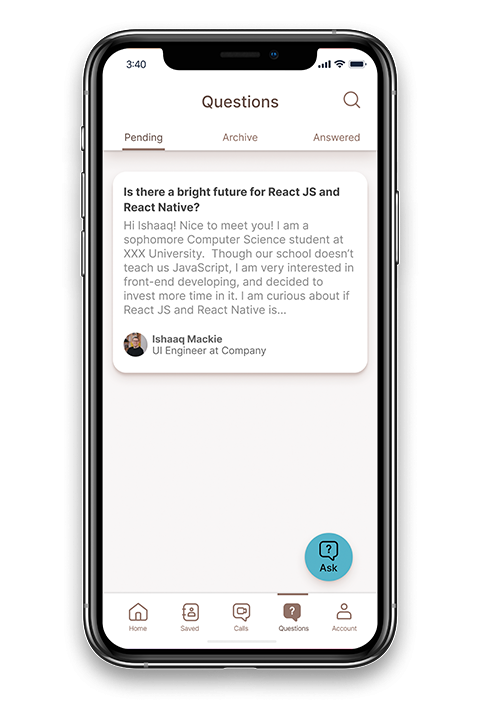 3:40
Questions
Pending Archive Answered
Is there a bright future for React JS and
React Native?
Hi Ishaaq! Nice to meet you! I am a
sophomore Computer Science student at
XXX University.  Though our school doesn't
teach us JavaScript, I am very interested in
front-end developing, and decided to
invest more time in it. I am curious about if
React JS and React Native is...
Ishaaq Mackie
UI Engineer at Company
?
Ask
?
Home Saved Calls Questions Account